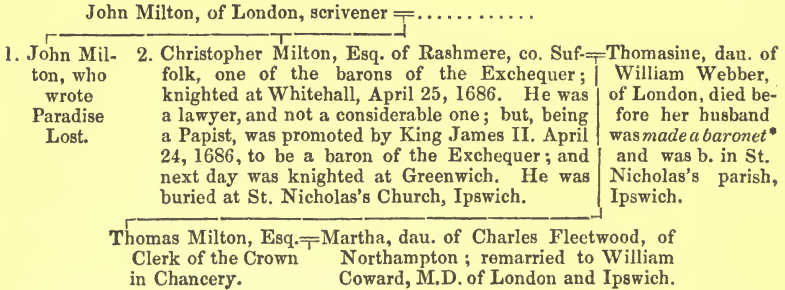 John Milton, of London, scrivener = . . . . . . . . . . . .
1. John Mil-
ton, who
wrote
Paradise
Lost.
2. Christopher Milton, Esq. of Rashmere, co. Suf-
folk, one of the barons of the Exchequer;
knighted at Whitehall, April 25, 1686. He was
a lawyer, and not a considerable one; but, being
a Papist, was promoted by King James II. April
24, 1686, to be a baron of the Exchequer; and
next day was knighted at Greenwich. He was
buried at St. Nicholas's Church, Ipswich.
=Thomasine, dau. of
William Webber,
of London, died be-
fore her husband
was made a baronet*
and was b. in St.
Nicholas's parish,
Ipswich.
Thomas Milton, Esq.
Clerk of the Crown
in Chancery.
=Martha, dau. of Charles Fleetwood, of
Northampton; remarried to William
Coward, M.D. of London and Ipswich.